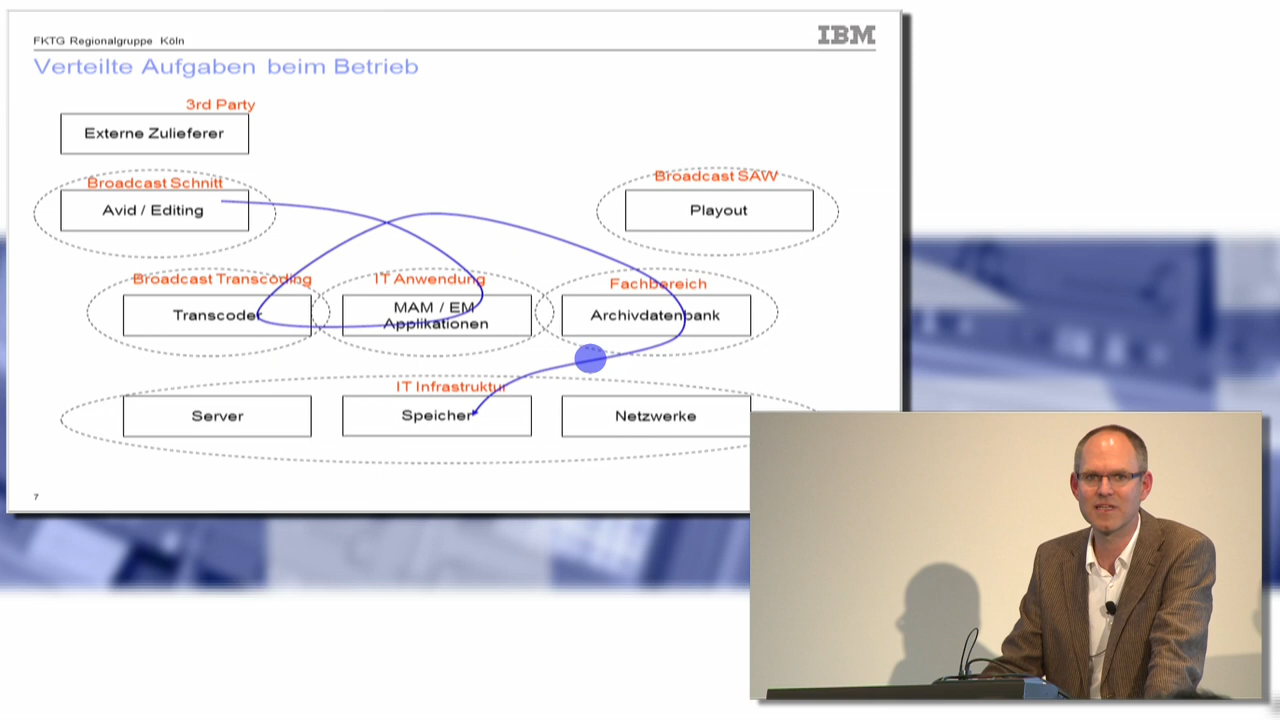 FKTG Regionalgruppe Köln
IBM
Verteilte Aufgaben beim Betrieb
3rd Party
Externe Zulieferer
Broadcast Schnitt
Avid / Editing
Broadcast SAW
Playout
Broadcast Transcoding
Transcoder
IT Anwendung
MAM / EM
Applikationen
Fachbereich
Archivdatenbank
IT Infrastruktur
Server
Speicher
Netzwerke
7